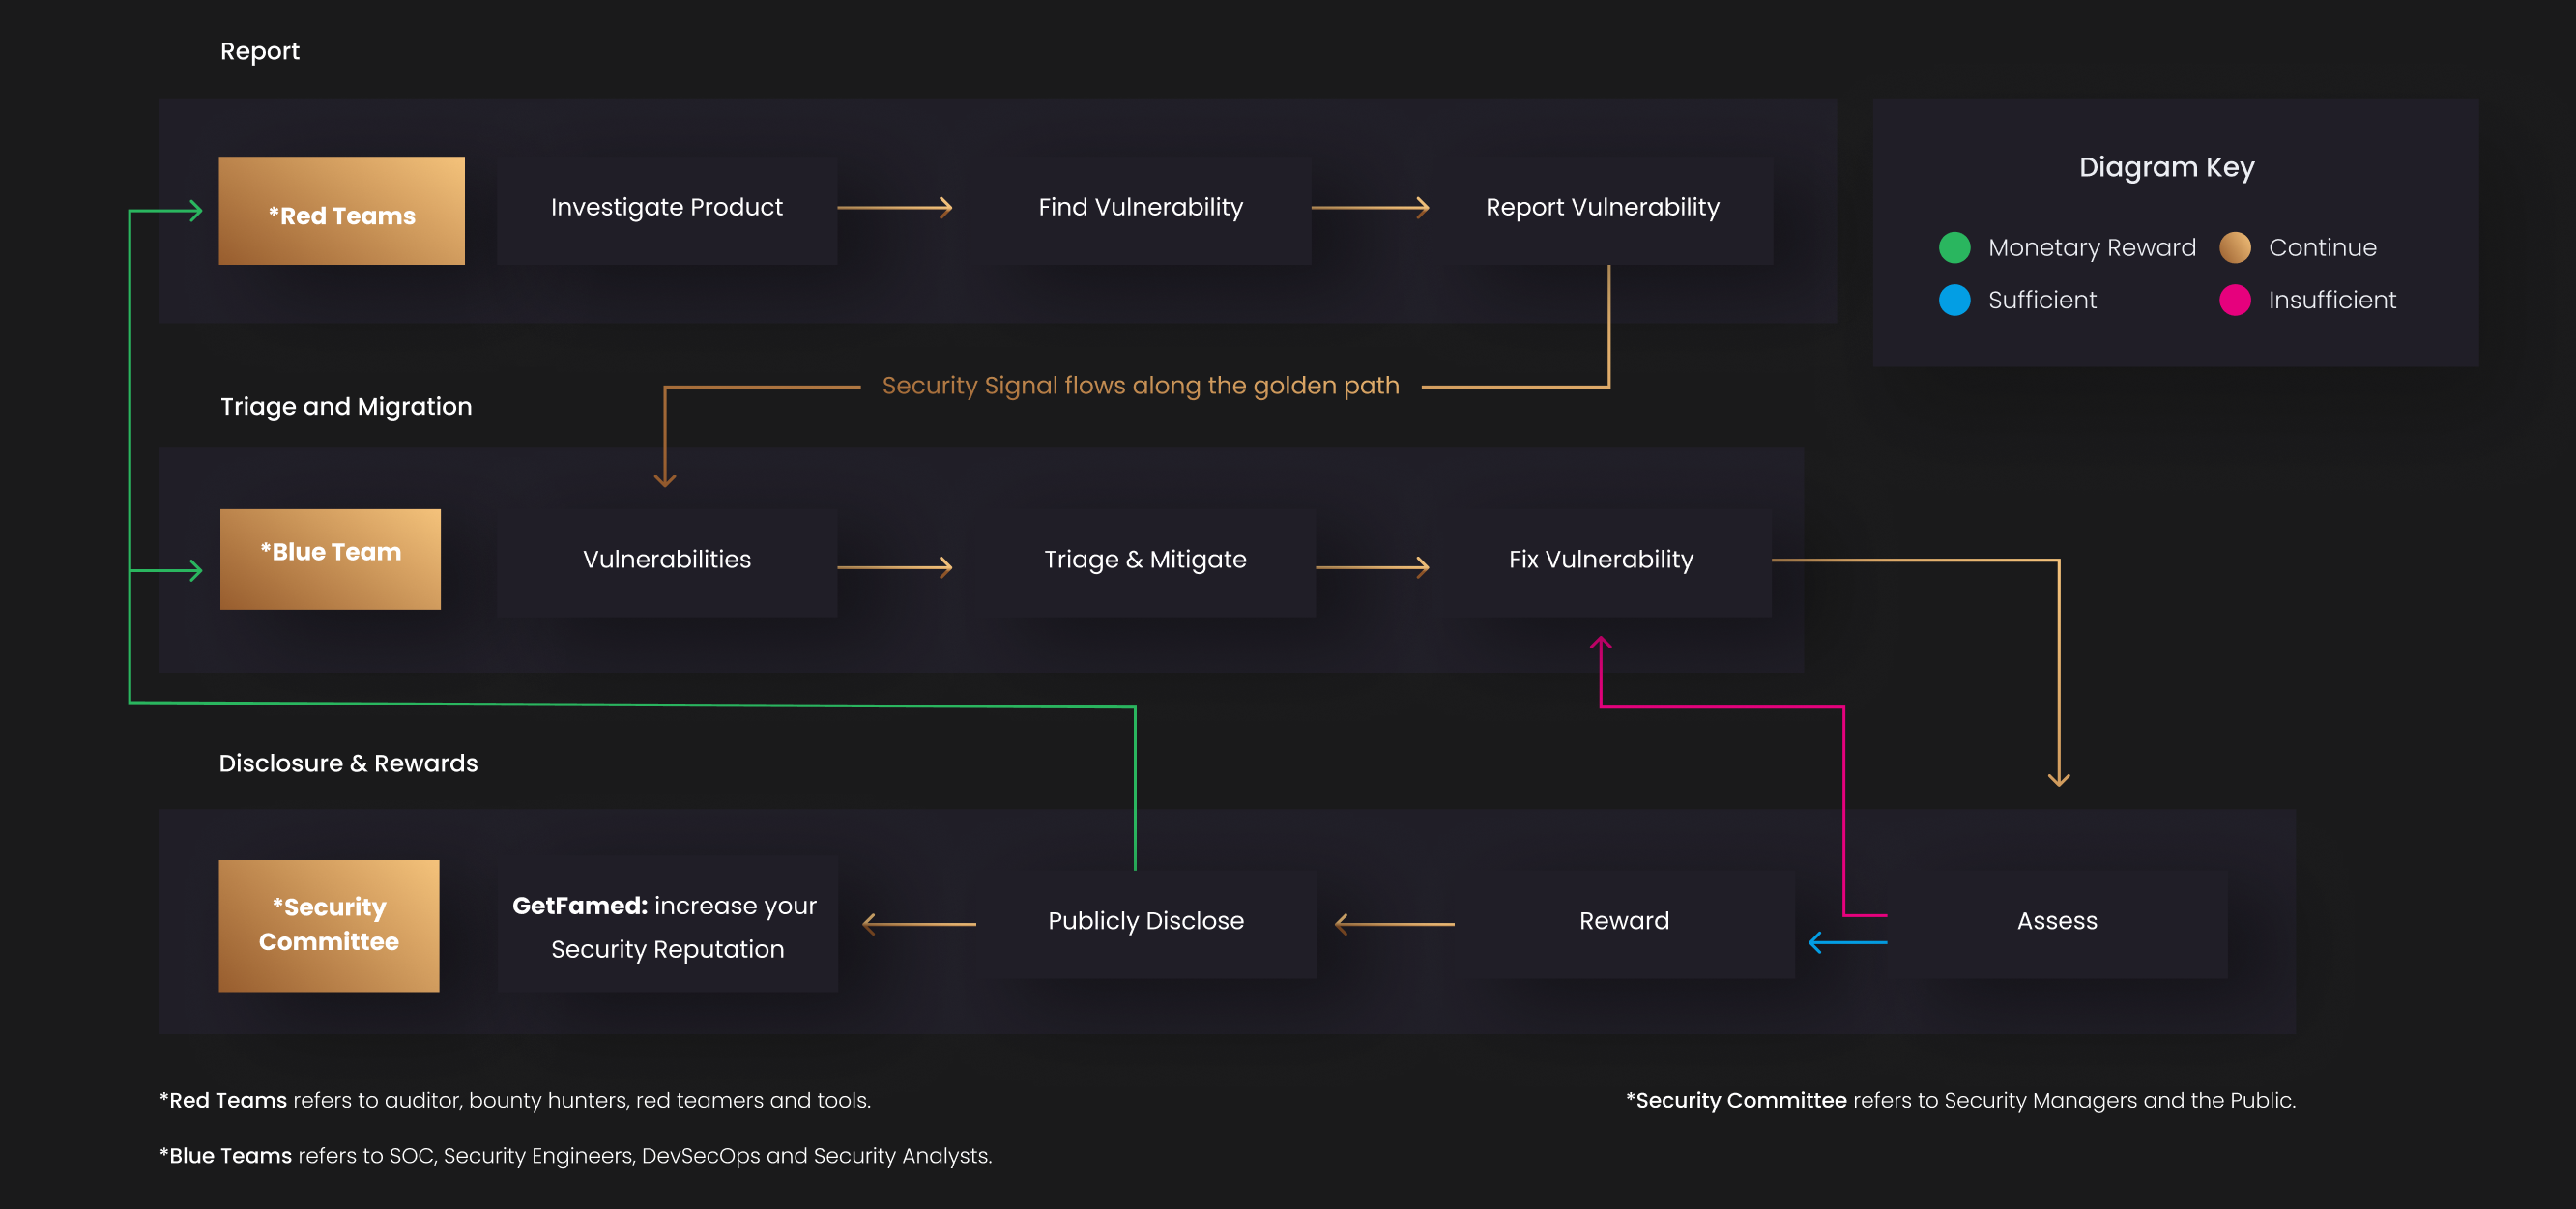 Report
*Red Teams
Investigate Product
Find Vulnerability
Report Vulnerability
Diagram Key
Monetary Reward
Continue
Sufficient
Insufficient
Security Signal flows along the golden path
Triage and Migration
*Blue Team
Vulnerabilities
Triage & Mitigate
Fix Vulnerability
Disclosure & Rewards
*Security
Committee
GetFamed: increase your
Security Reputation
Publicly Disclose
Reward
Assess
*Red Teams refers to auditor, bounty hunters, red teamers and tools.
*Security Committee refers to Security Managers and the Public.
*Blue Teams refers to SOC, Security Engineers, DevSecOps and Security Analysts.